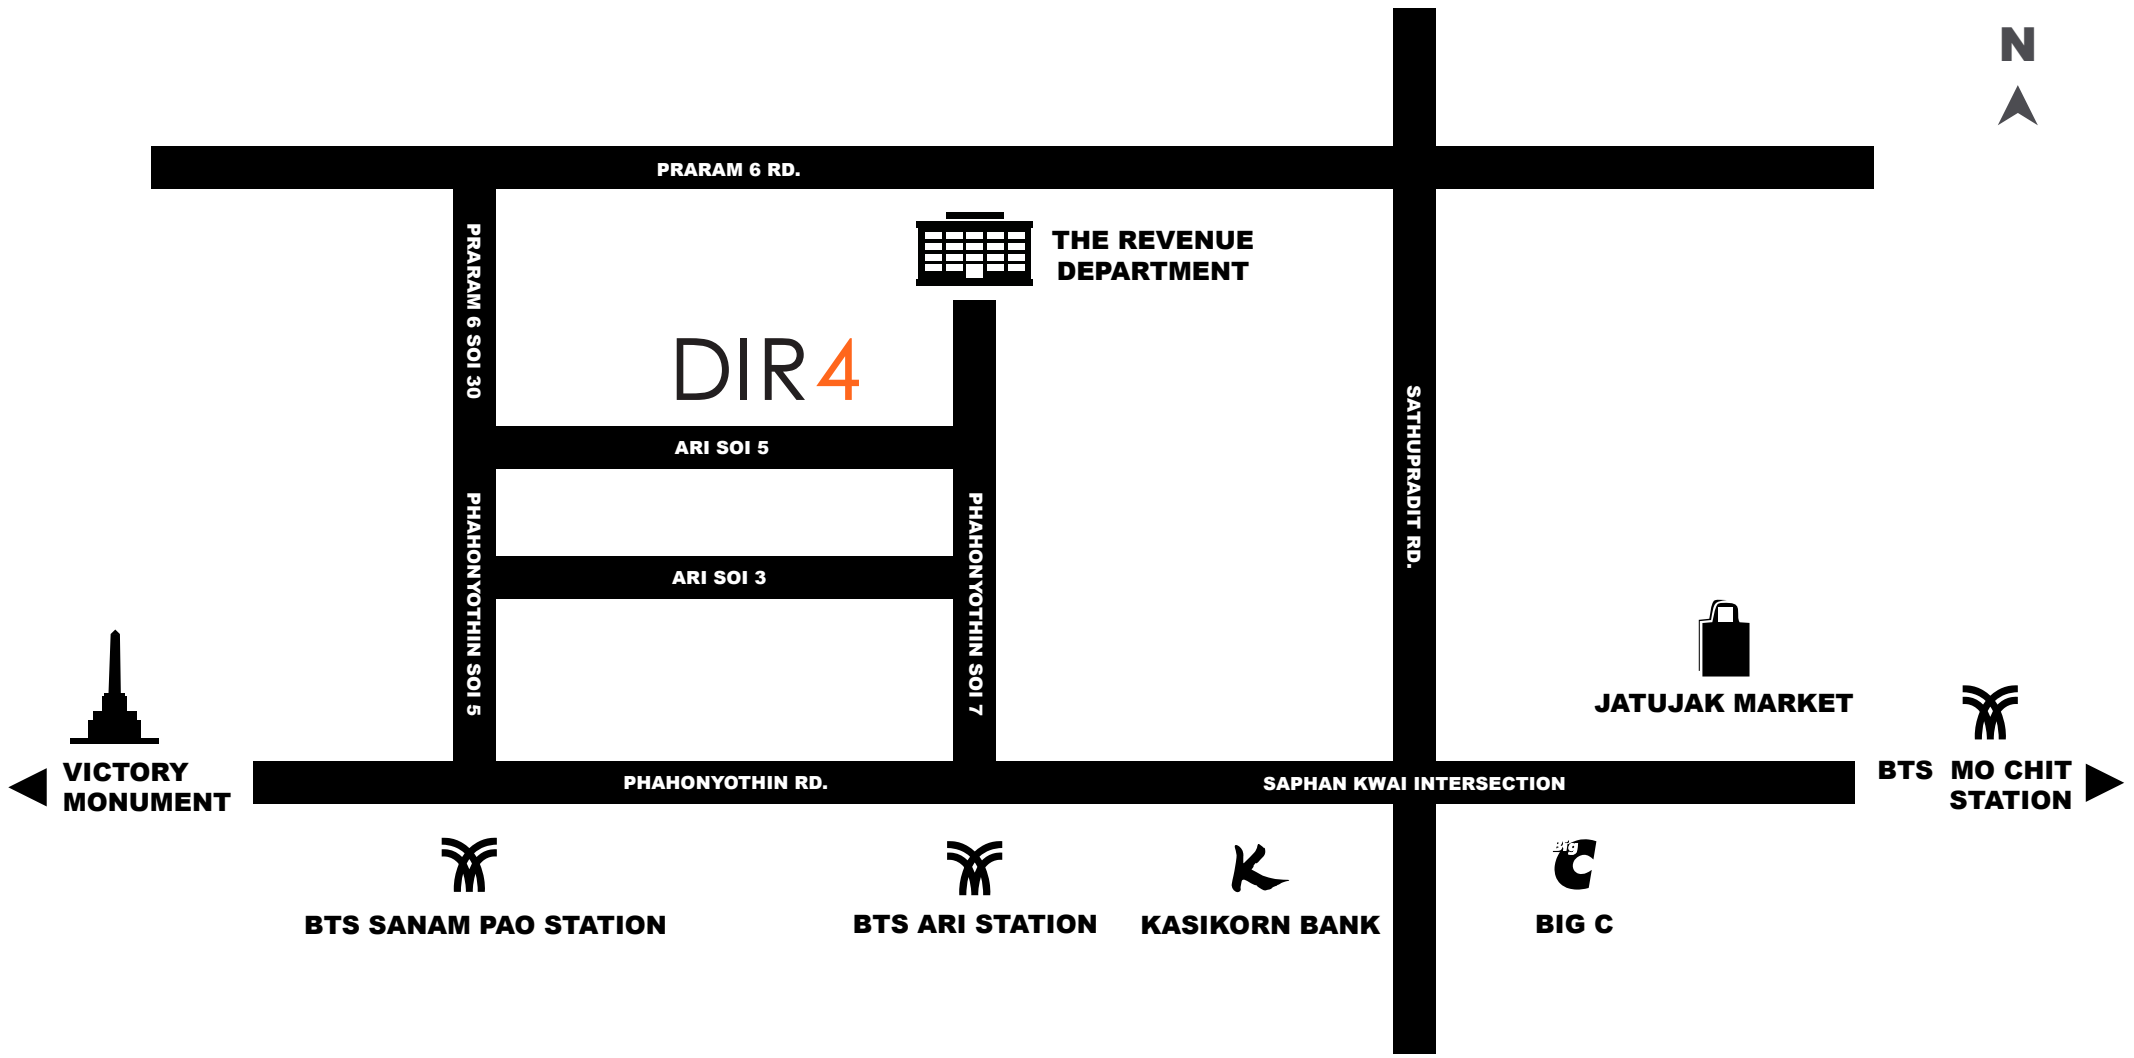 N
PRARAM 6 RD.
PRARAM 6 SOI 30
THE REVENUE
DEPARTMENT
DIR4
SATHUPRADIT RD.
ARI SOI 5
PHAHONYOTHIN SOI 5
PHAHONYOTHIN SOI 7
ARI SOI 3
JATUJAK MARKET
VICTORY
MONUMENT
PHAHONYOTHIN RD.
SAPHAN KWAI INTERSECTION
BTS MO CHIT
STATION
K
Big
C
BTS SANAM PAO STATION
BTS ARI STATION
KASIKORN BANK
BIG C